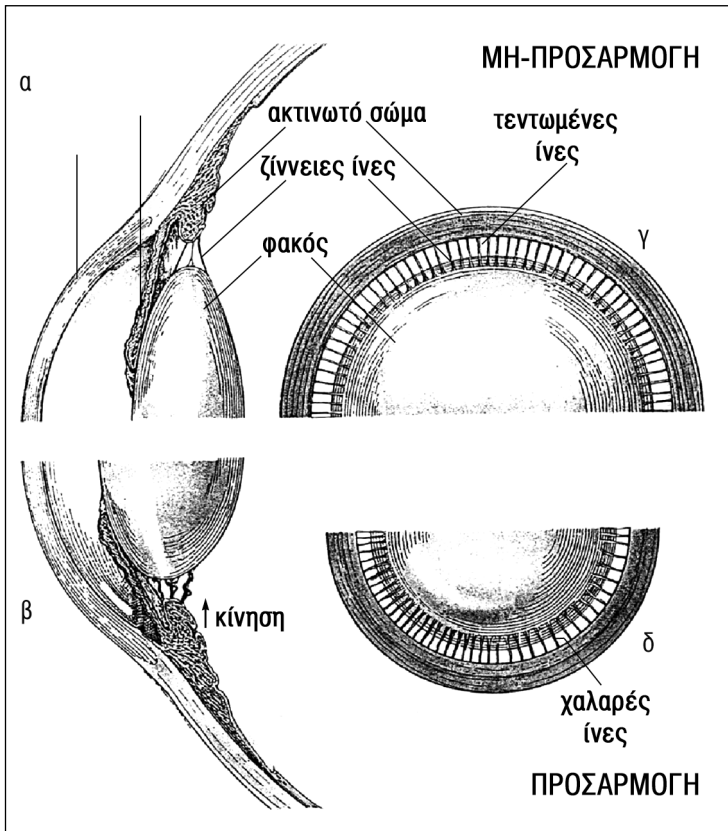 ΜΗ-ΠΡΟΣΑΡΜΟΓΗ
α
ακτινωτό σώμα
τεντωμένες
ίνες
ζίννειες ίνες
φακός
γ
β
κίνηση
δ
χαλαρές
ίνες
ΠΡΟΣΑΡΜΟΓΗ